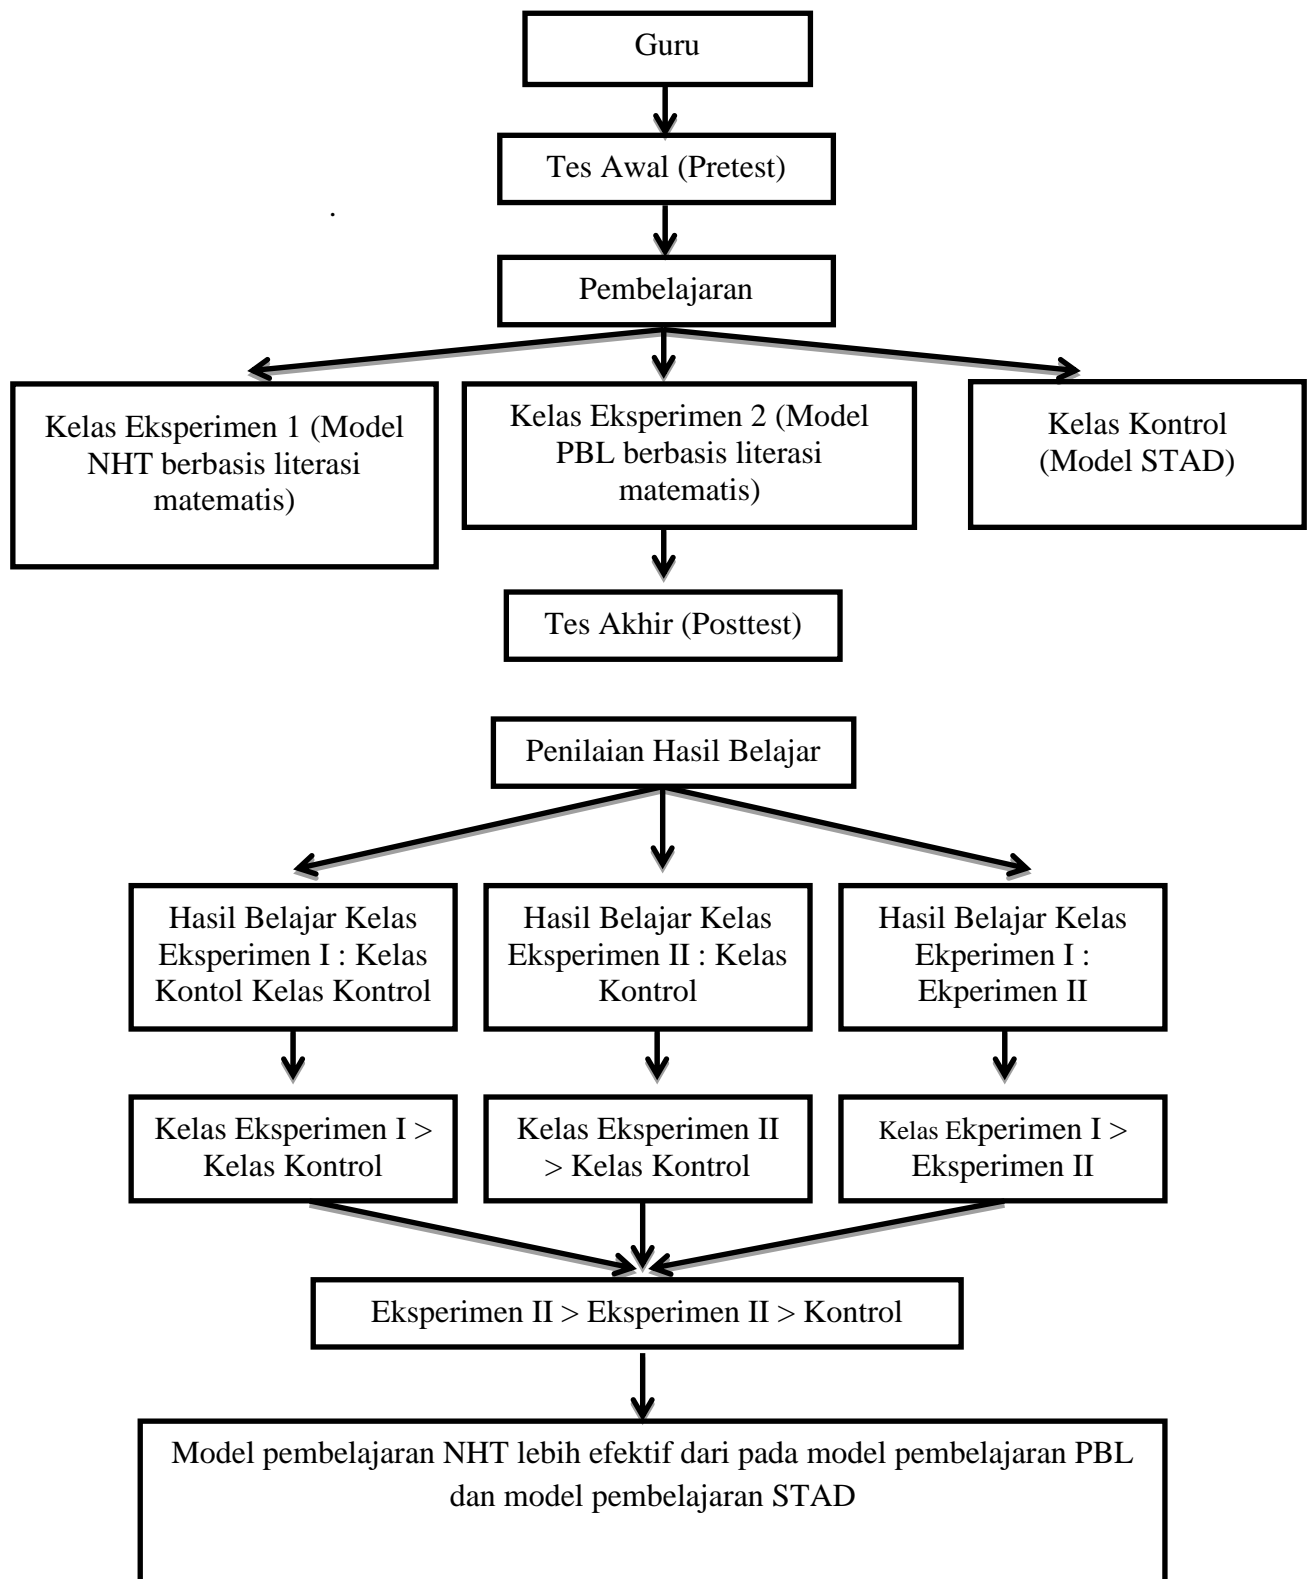 Guru
Tes Awal (Pretest)
.
Pembelajaran
Kelas Eksperimen 1 (Model
NHT berbasis literasi
matematis)
Kelas Eksperimen 2 (Model
PBL berbasis literasi
matematis)
Kelas Kontrol
(Model STAD)
Tes Akhir (Posttest)
Penilaian Hasil Belajar
Hasil Belajar Kelas
Eksperimen I : Kelas
Kontol Kelas Kontrol
Hasil Belajar Kelas
Eksperimen II : Kelas
Kontrol
Hasil Belajar Kelas
Ekperimen I :
Ekperimen II
Kelas Eksperimen I >
Kelas Kontrol
Kelas Eksperimen II
> Kelas Kontrol
Kelas Ekperimen I >
Eksperimen II
Eksperimen II > Eksperimen II > Kontrol
Model pembelajaran NHT lebih efektif dari pada model pembelajaran PBL
dan model pembelajaran STAD